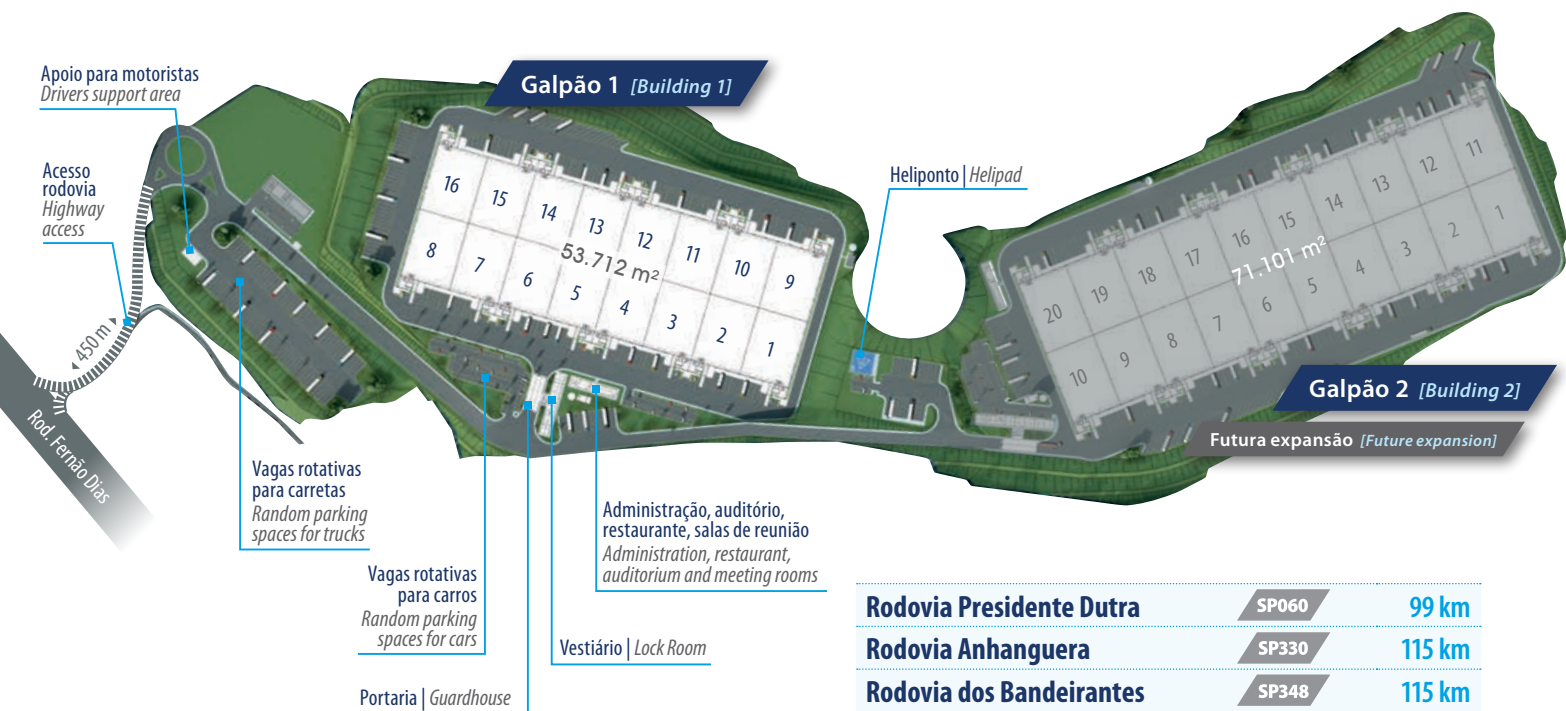 Apoio para motoristas
Drivers support area
Galpão 1 [Building 1]
Acesso
rodovia
Highway
access
Heliponto | Helipad
16 15 14 13 12 11 10 9
53.712 m²
8 7 6 5 4 3 2 1
20 19 18 17 16 15 14 13 12 11
71.101 m²
10 9 8 7 6 5 4 3 2 1
450 m
Rod. Fernão Dias
Galpão 2 [Building 2]
Futura expansão [Future expansion]
Vagas rotativas
para carretas
Random parking
spaces for trucks
Vagas rotativas
para carros
Random parking
spaces for cars
Portaria | Guardhouse
Vestiário | Lock Room
Administração, auditório,
restaurante, salas de reunião
Administration, restaurant,
auditorium and meeting rooms
Rodovia Presidente Dutra SP060 99 km
Rodovia Anhanguera SP330 115 km
Rodovia dos Bandeirantes SP348 115 km